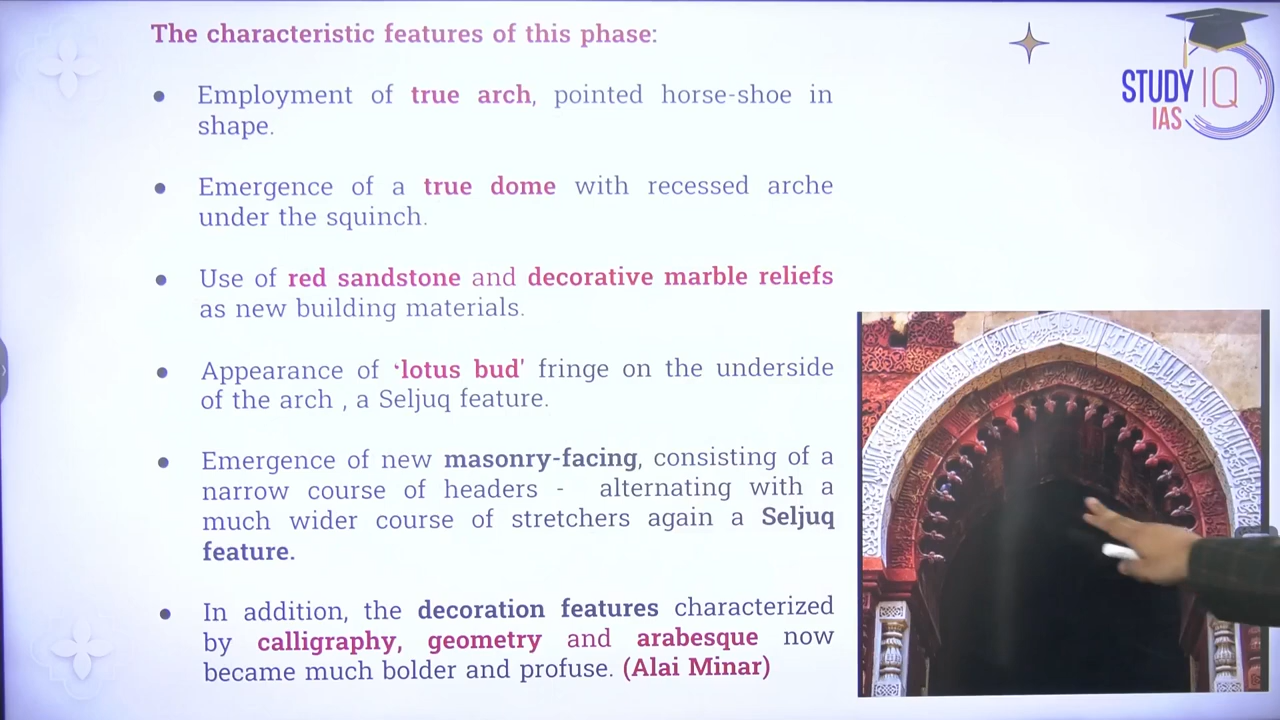 The characteristic features of this phase:
STUDY IQ
IAS
● Employment of true arch, pointed horse-shoe in
shape.
● Emergence of a true dome with recessed arche
under the squinch.
● Use of red sandstone and decorative marble reliefs
as new building materials.
● Appearance of ‘lotus bud’ fringe on the underside
of the arch , a Seljuq feature.
● Emergence of new masonry-facing, consisting of a
narrow course of headers - alternating with a
much wider course of stretchers again a Seljuq
feature.
● In addition, the decoration features characterized
by calligraphy, geometry and arabesque now
became much bolder and profuse. (Alai Minar)